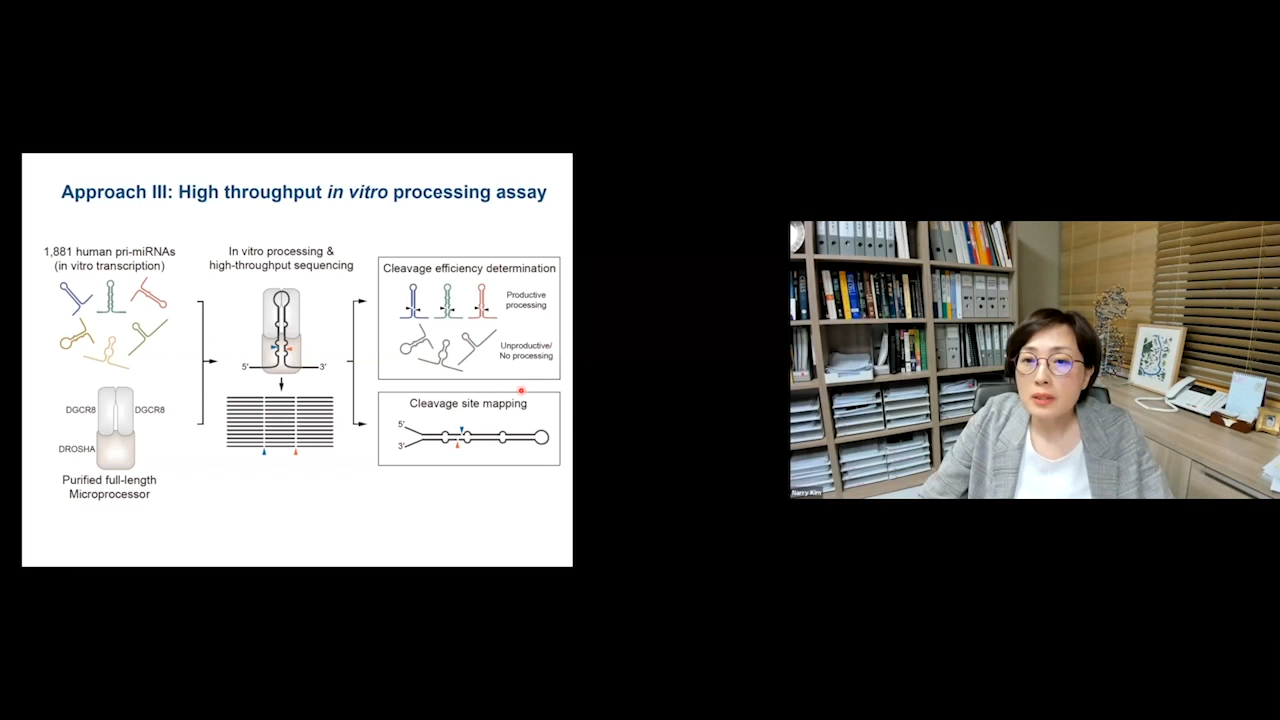 Approach III: High throughput in vitro processing assay
1,881 human pri-miRNAs
(in vitro transcription)
In vitro processing &
high-throughput sequencing
Cleavage efficiency determination
Productive
processing
Unproductive/
No processing
5'
3'
DGCR8
DGCR8
DROSHA
Purified full-length
Microprocessor
Cleavage site mapping
5'
3'
Narry Kim